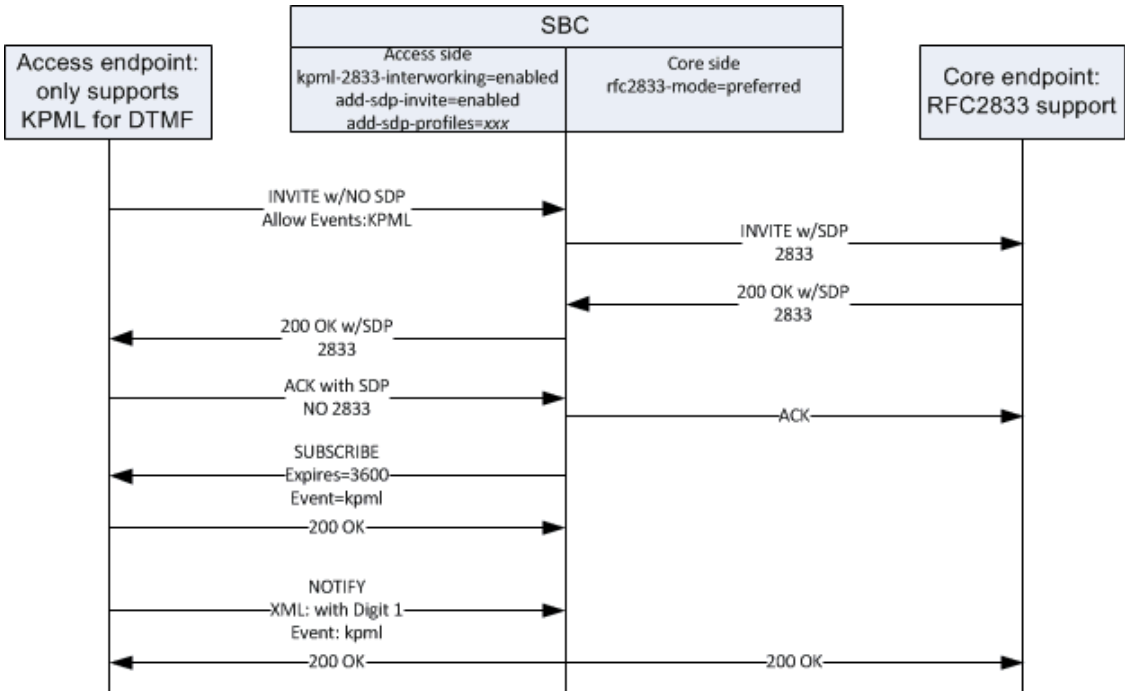 SBC
Access endpoint:
only supports
KPML for DTMF
Access side
kpml-2833-interworking=enabled
add-sdp-invite=enabled
add-sdp-profiles=xxx
Core side
rfc2833-mode=preferred
Core endpoint:
RFC2833 support
INVITE w/NO SDP
Allow Events:KPML
INVITE w/SDP
2833
200 OK w/SDP
2833
200 OK w/SDP
2833
ACK with SDP
NO 2833
ACK
SUBSCRIBE
Expires=3600
Event=kpml
200 OK
NOTIFY
XML: with Digit 1
Event: kpml
200 OK
200 OK